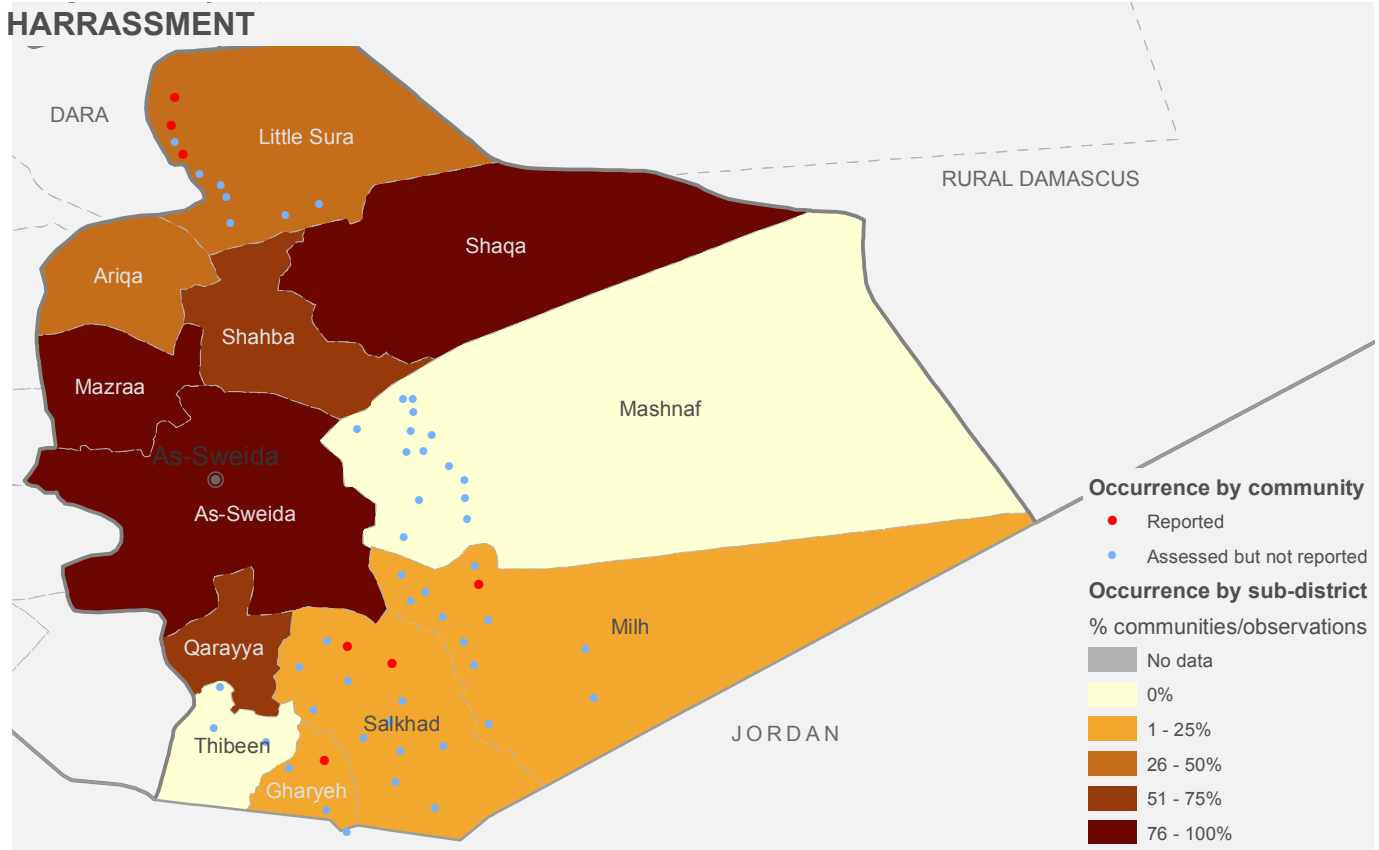 HARRASSMENT
DARA
Little Sura
RURAL DAMASCUS
Shaqa
Ariqa
Shahba
Mazraa
Mashnaf
As-Sweida
As-Sweida
Milh
Qarayya
Salkhad
JORDAN
Thibeen
Gharyeh
Occurrence by community
Reported
Assessed but not reported
Occurrence by sub-district
% communities/observations
No data
0%
1 - 25%
26 - 50%
51 - 75%
76 - 100%